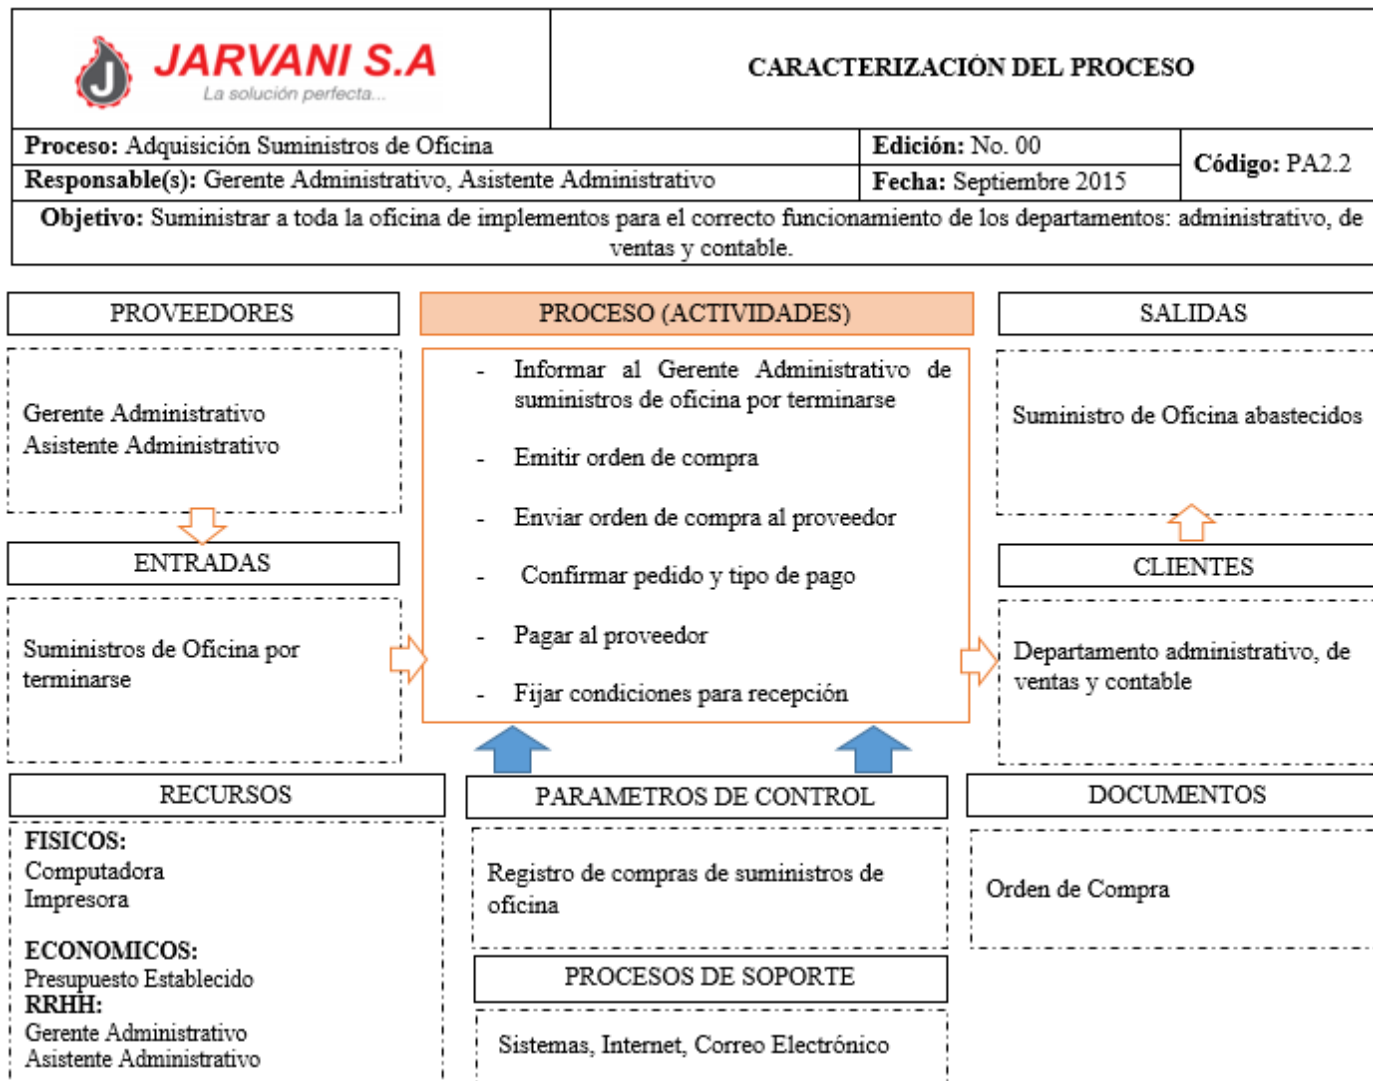 JARVANI S.A
La solución perfecta...
J
CARACTERIZACIÓN DEL PROCESO
Proceso: Adquisición Suministros de Oficina
Edición: No. 00
Código: PA2.2
Responsable(s): Gerente Administrativo, Asistente Administrativo
Fecha: Septiembre 2015
Objetivo: Suministrar a toda la oficina de implementos para el correcto funcionamiento de los departamentos: administrativo, de
ventas y contable.
PROVEEDORES
Gerente Administrativo
Asistente Administrativo
ENTRADAS
Suministros de Oficina por
terminarse
PROCESO (ACTIVIDADES)
- Informar al Gerente Administrativo de
suministros de oficina por terminarse
- Emitir orden de compra
- Enviar orden de compra al proveedor
- Confirmar pedido y tipo de pago
- Pagar al proveedor
- Fijar condiciones para recepción
SALIDAS
Suministro de Oficina abastecidos
CLIENTES
Departamento administrativo, de
ventas y contable
RECURSOS
FISICOS:
Computadora
Impresora
ECONOMICOS:
Presupuesto Establecido
RRHH:
Gerente Administrativo
Asistente Administrativo
PARAMETROS DE CONTROL
Registro de compras de suministros de
oficina
PROCESOS DE SOPORTE
Sistemas, Internet, Correo Electrónico
DOCUMENTOS
Orden de Compra